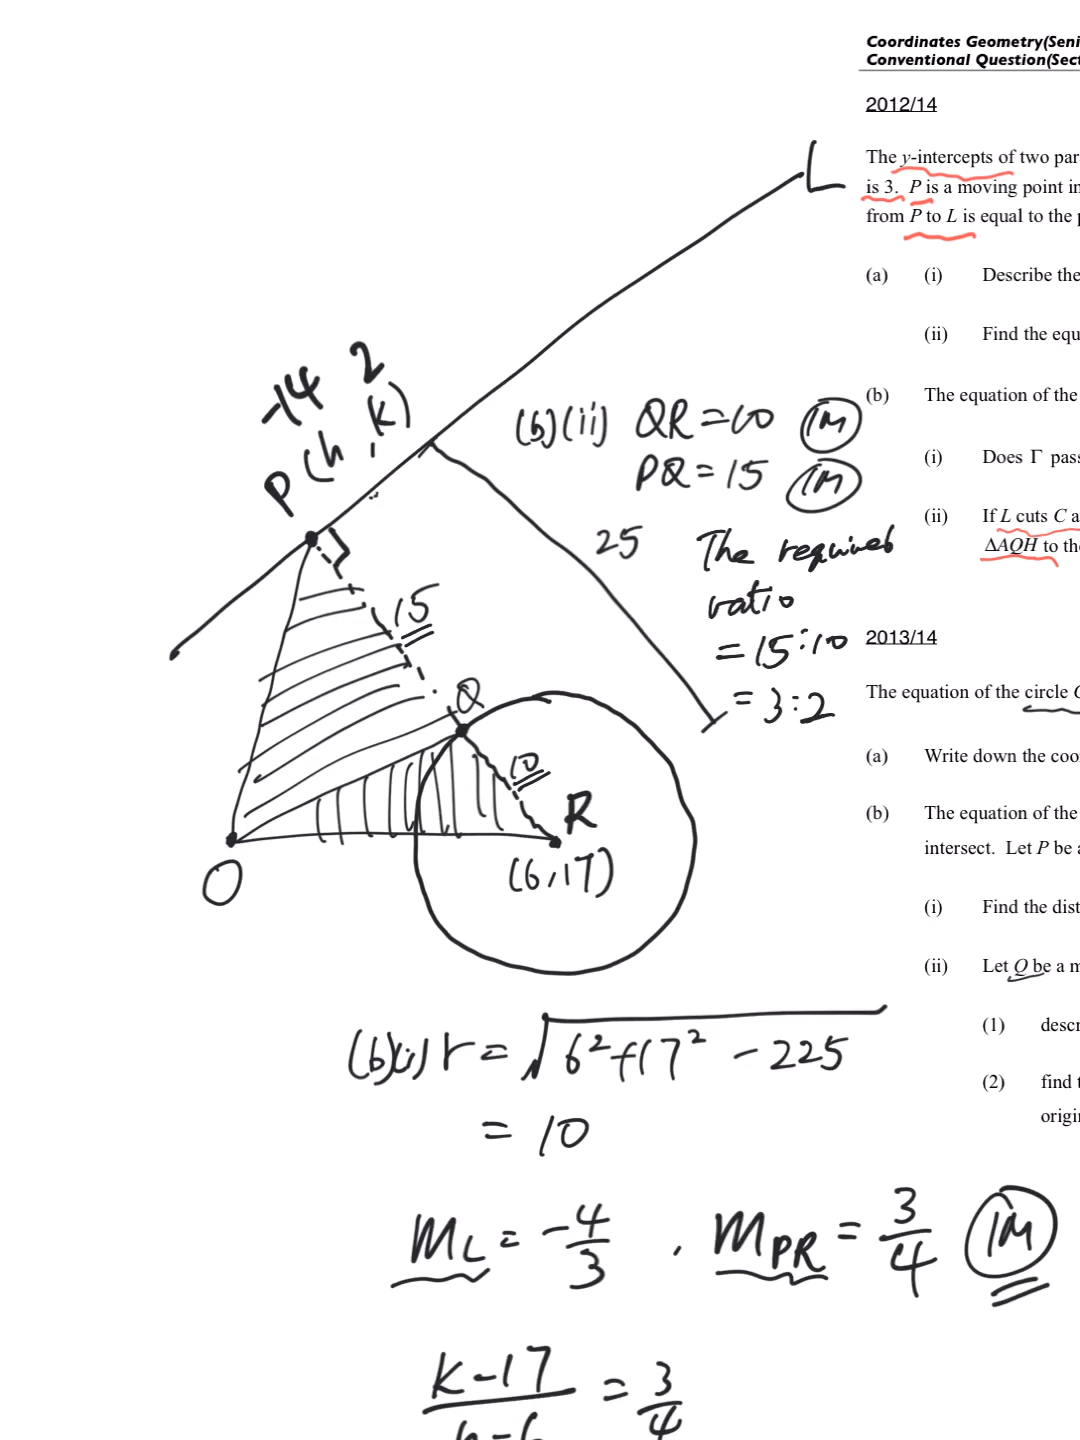 Coordinates Geometry(Seni
Conventional Question(Sect
2012/14
The y-intercepts of two par
is 3. P is a moving point in
from P to L is equal to the p
(a) (i) Describe the
(ii) Find the equ
(b) The equation of the
(i) Does Γ pass
(ii) If L cuts C a
ΔAQH to the
2013/14
The equation of the circle C
(a) Write down the coo
(b) The equation of the
intersect. Let P be a
(i) Find the dist
(ii) Let Q be a m
(1) descr
(2) find t
origin
L
-14 2
P (h, k)
(b)(ii) QR = 10 1M
PQ = 15 1M
25
The required
ratio
= 15:10
= 3:2
15
Q
10
R
(6,17)
O
(b)(i) r = √6²+17² - 225
= 10
mL = -4/3 , mPR = 3/4 1M
k-17/h-6 = 3/4